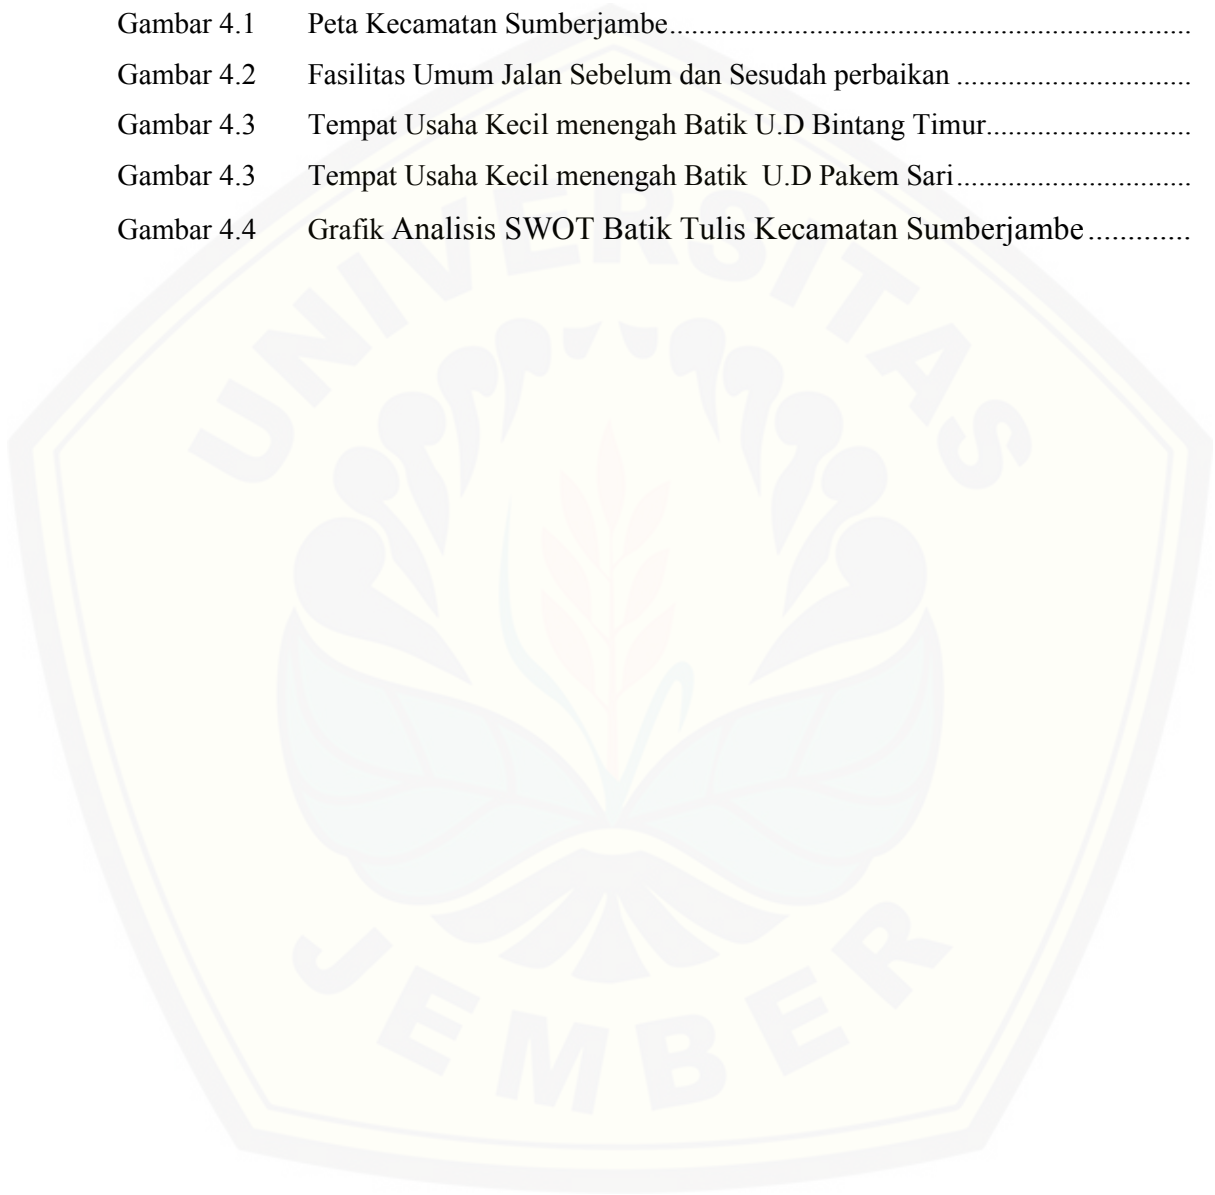 Gambar 4.1 Peta Kecamatan Sumberjambe.......................................................................
Gambar 4.2 Fasilitas Umum Jalan Sebelum dan Sesudah perbaikan ................................
Gambar 4.3 Tempat Usaha Kecil menengah Batik U.D Bintang Timur............................
Gambar 4.3 Tempat Usaha Kecil menengah Batik  U.D Pakem Sari................................
Gambar 4.4 Grafik Analisis SWOT Batik Tulis Kecamatan Sumberjambe.............
UNIVERSITAS
JEMBER